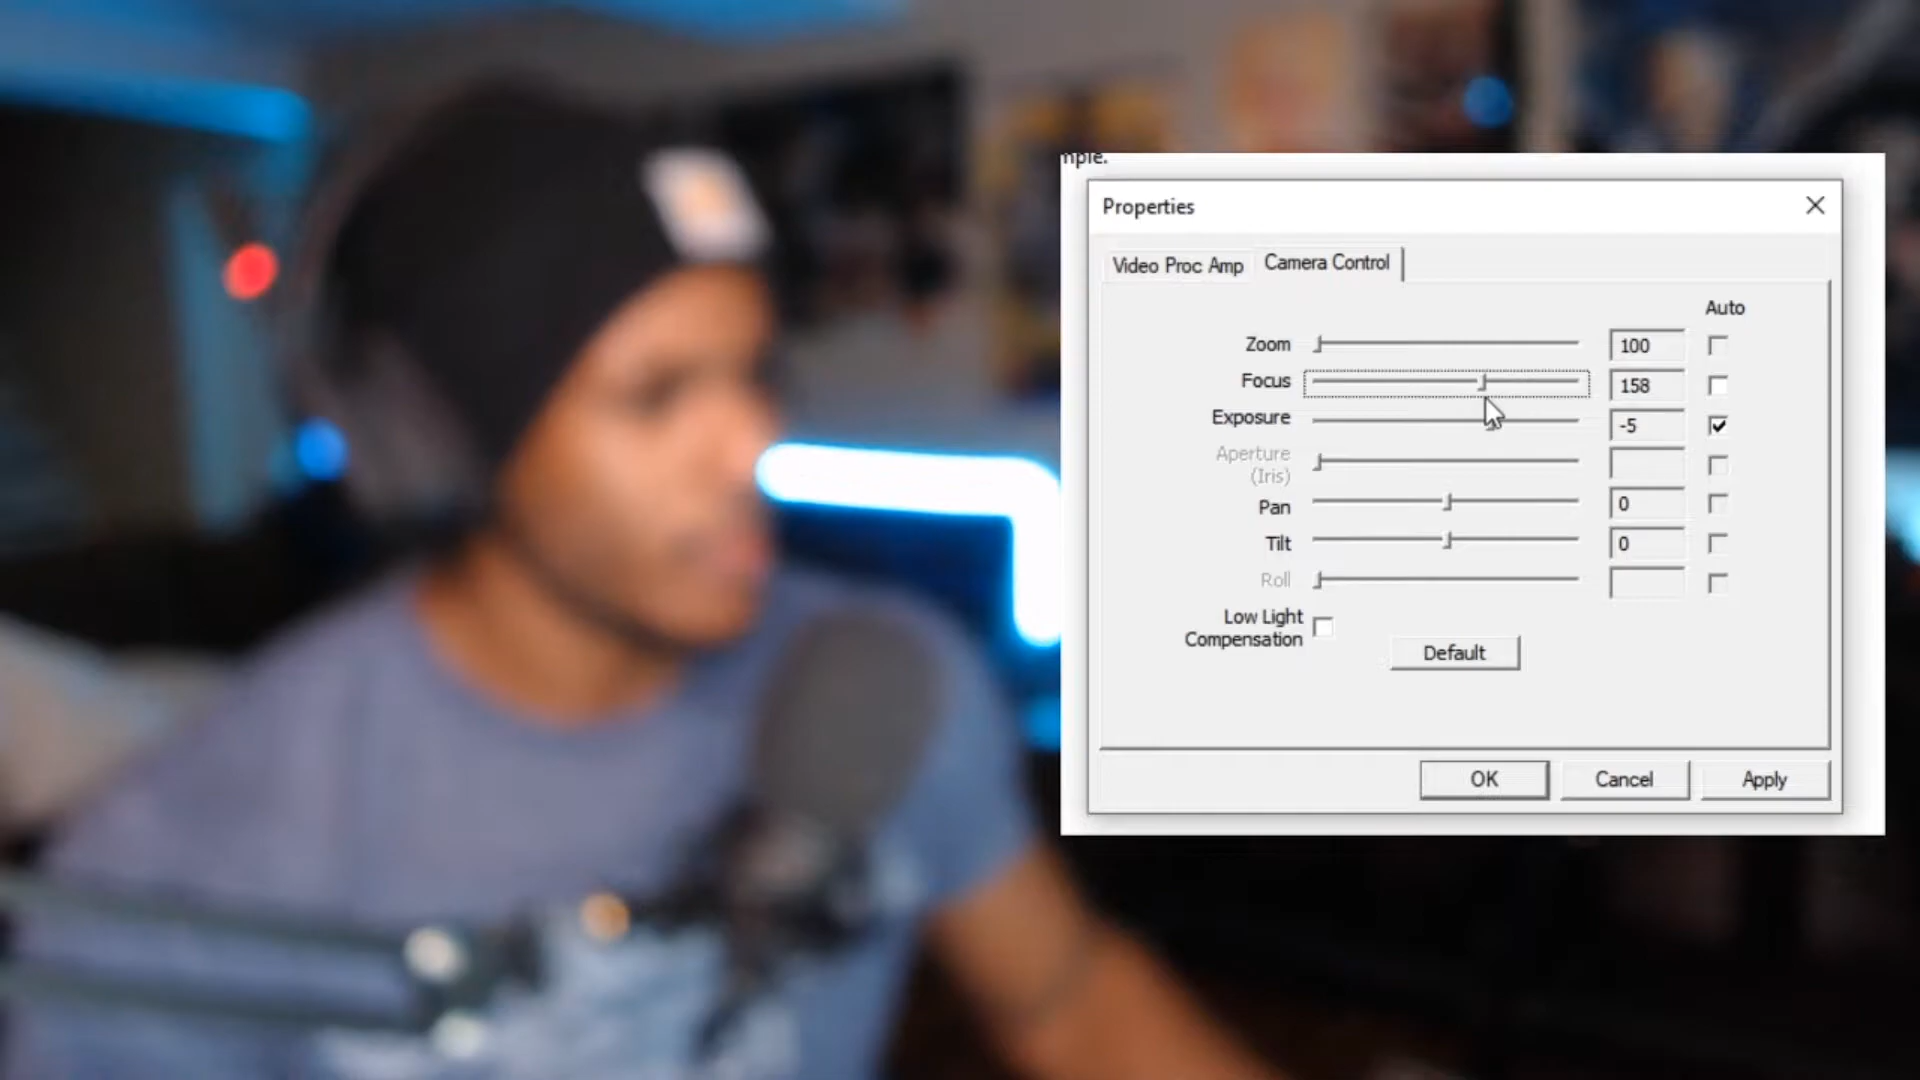 mple.
Properties
Video Proc Amp Camera Control
Auto
Zoom 100
Focus 158
Exposure -5
Aperture
(Iris)
Pan 0
Tilt 0
Roll
Low Light
Compensation
Default
OK Cancel Apply